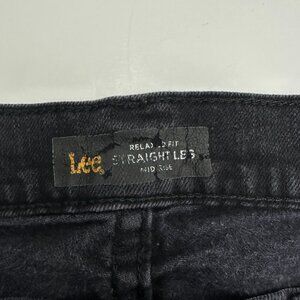 Lee
RELAXED FIT
STRAIGHT LEG
MID RISE